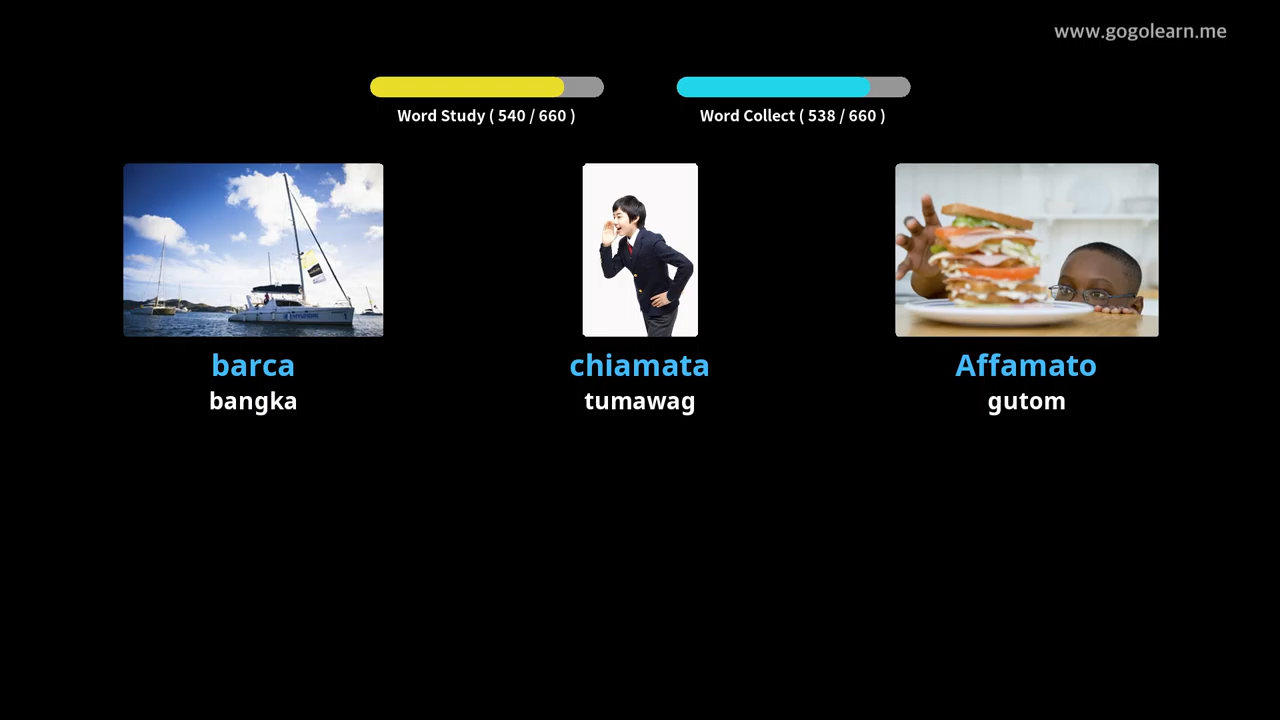 www.gogolearn.me
Word Study ( 540 / 660 )
Word Collect ( 538 / 660 )
barca
bangka
chiamata
tumawag
Affamato
gutom